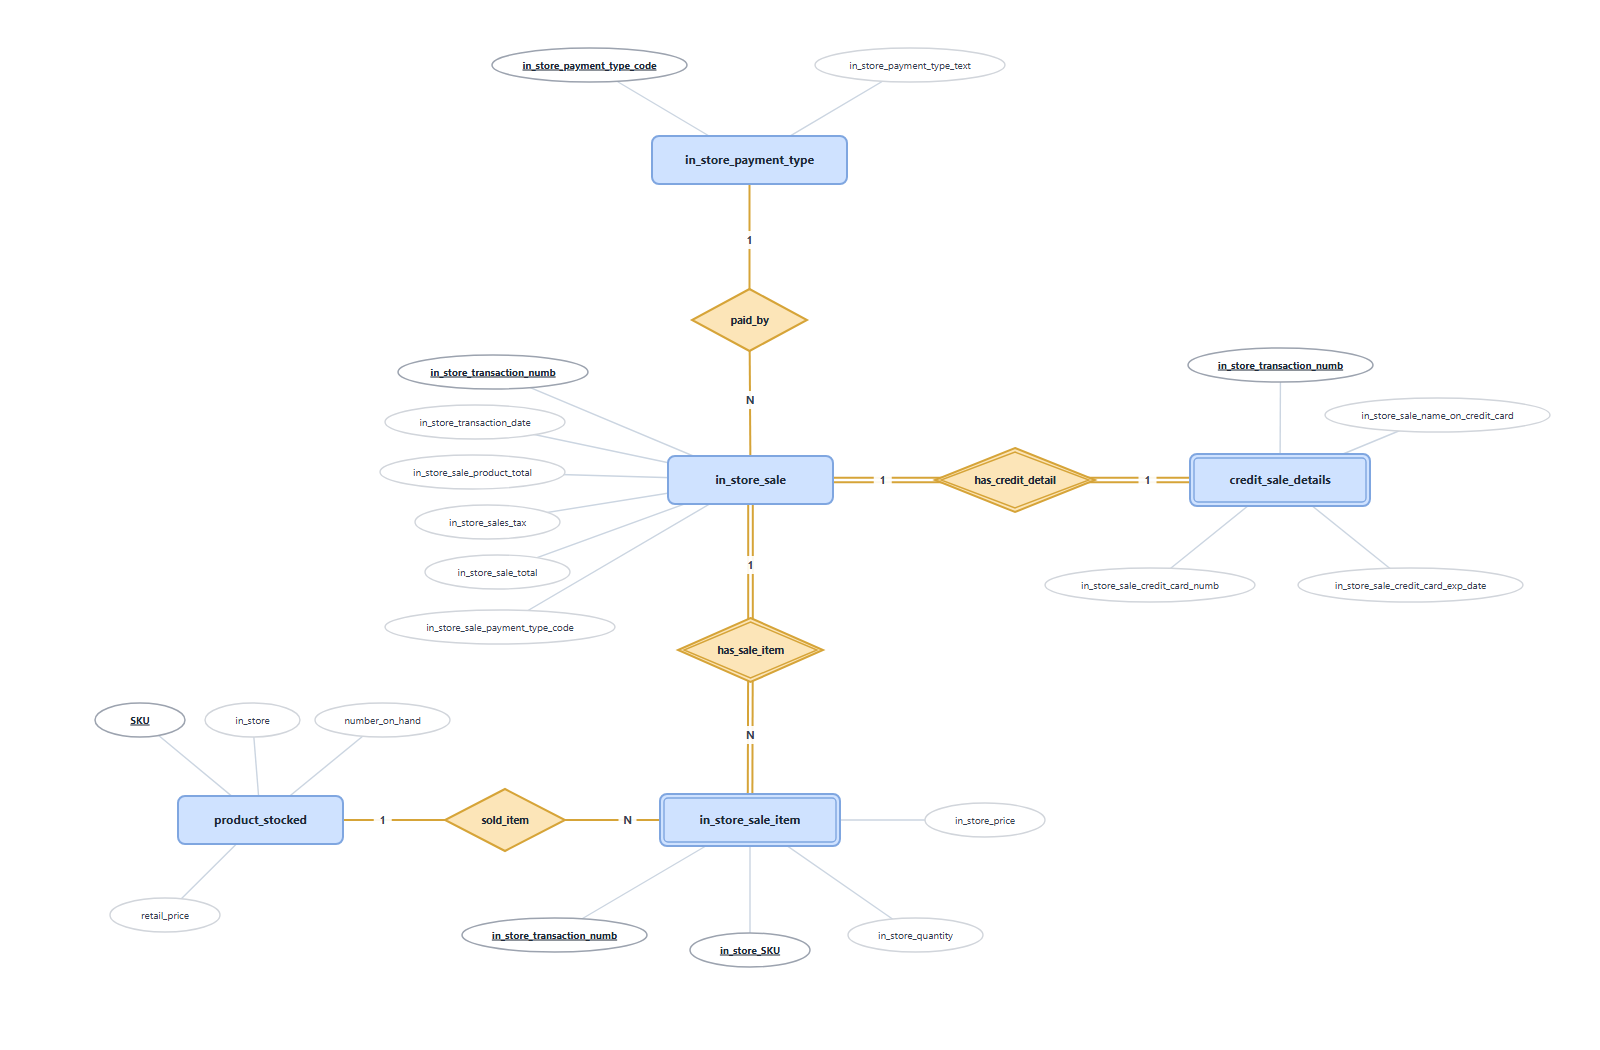 in_store_payment_type_code
in_store_payment_type_text
in_store_payment_type
1
paid_by
N
in_store_transaction_numb
in_store_transaction_date
in_store_sale_product_total
in_store_sales_tax
in_store_sale_total
in_store_sale_payment_type_code
in_store_sale
1
has_credit_detail
1
credit_sale_details
in_store_transaction_numb
in_store_sale_name_on_credit_card
in_store_sale_credit_card_numb
in_store_sale_credit_card_exp_date
1
has_sale_item
N
SKU
in_store
number_on_hand
product_stocked
1
sold_item
N
in_store_sale_item
in_store_price
retail_price
in_store_transaction_numb
in_store_SKU
in_store_quantity